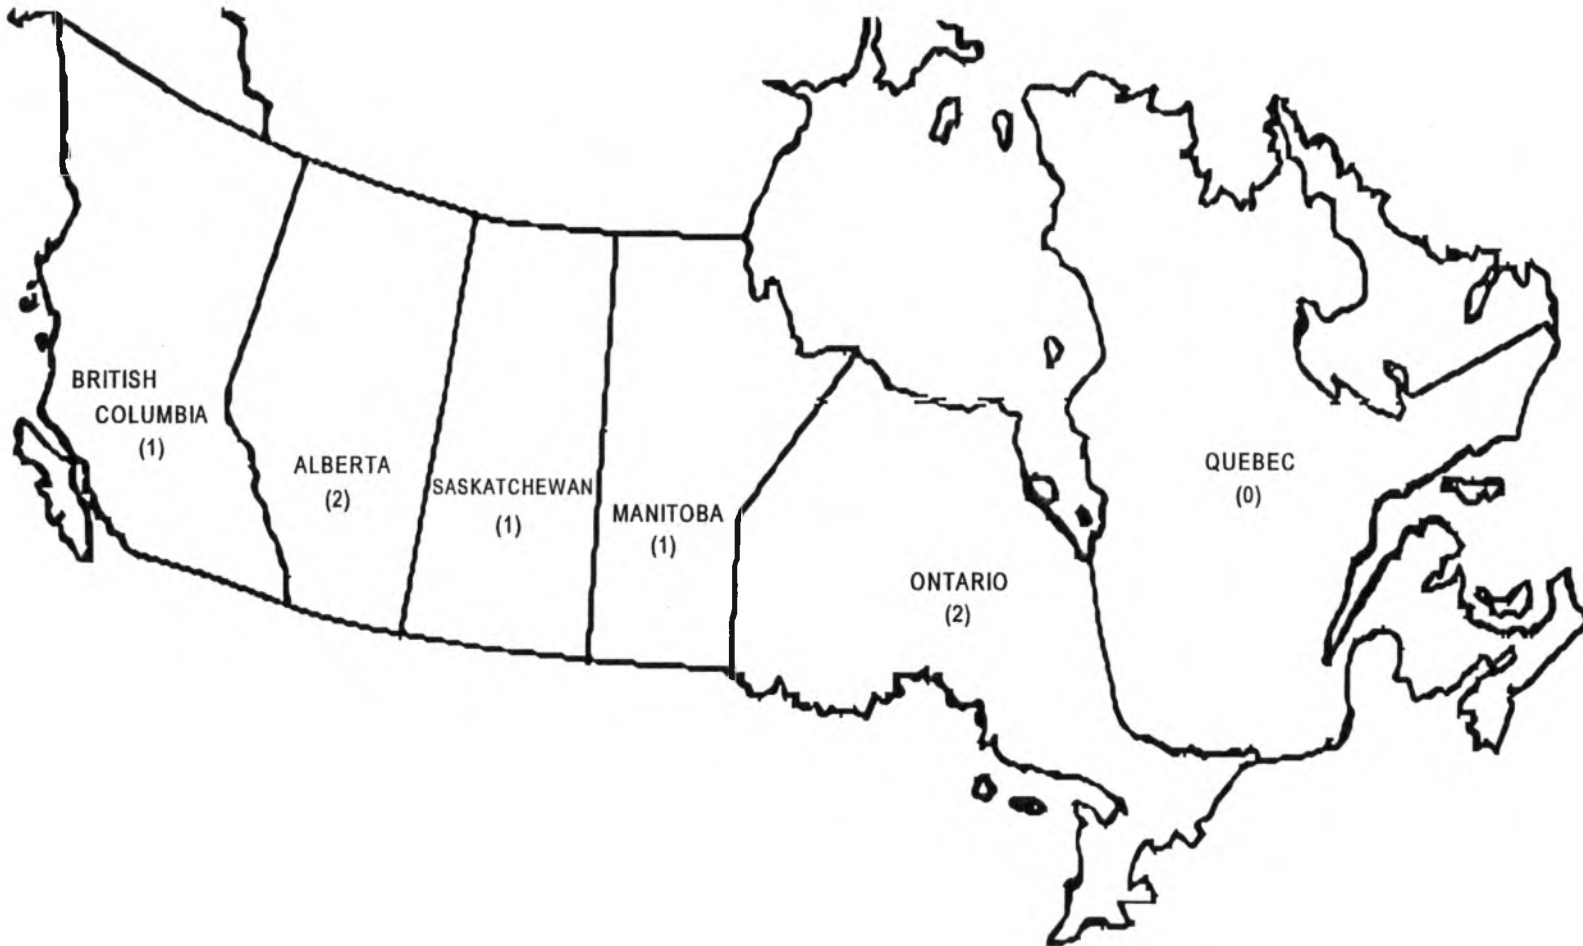 BRITISH
COLUMBIA
(1)
ALBERTA
(2)
SASKATCHEWAN
(1)
MANITOBA
(1)
ONTARIO
(2)
QUEBEC
(0)